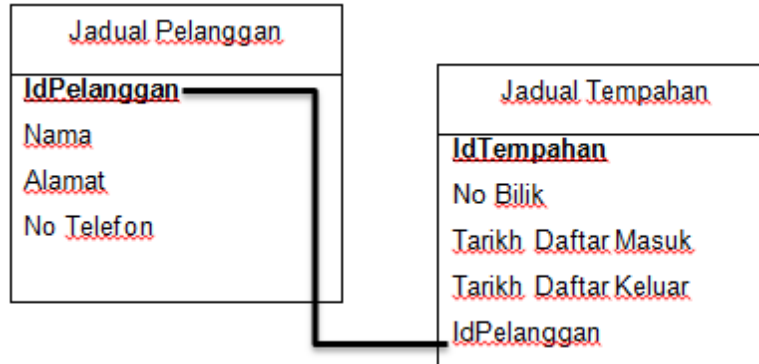 Jadual Pelanggan
IdPelanggan
Nama
Alamat
No Telefon
Jadual Tempahan
IdTempahan
No Bilik
Tarikh Daftar Masuk
Tarikh Daftar Keluar
IdPelanggan